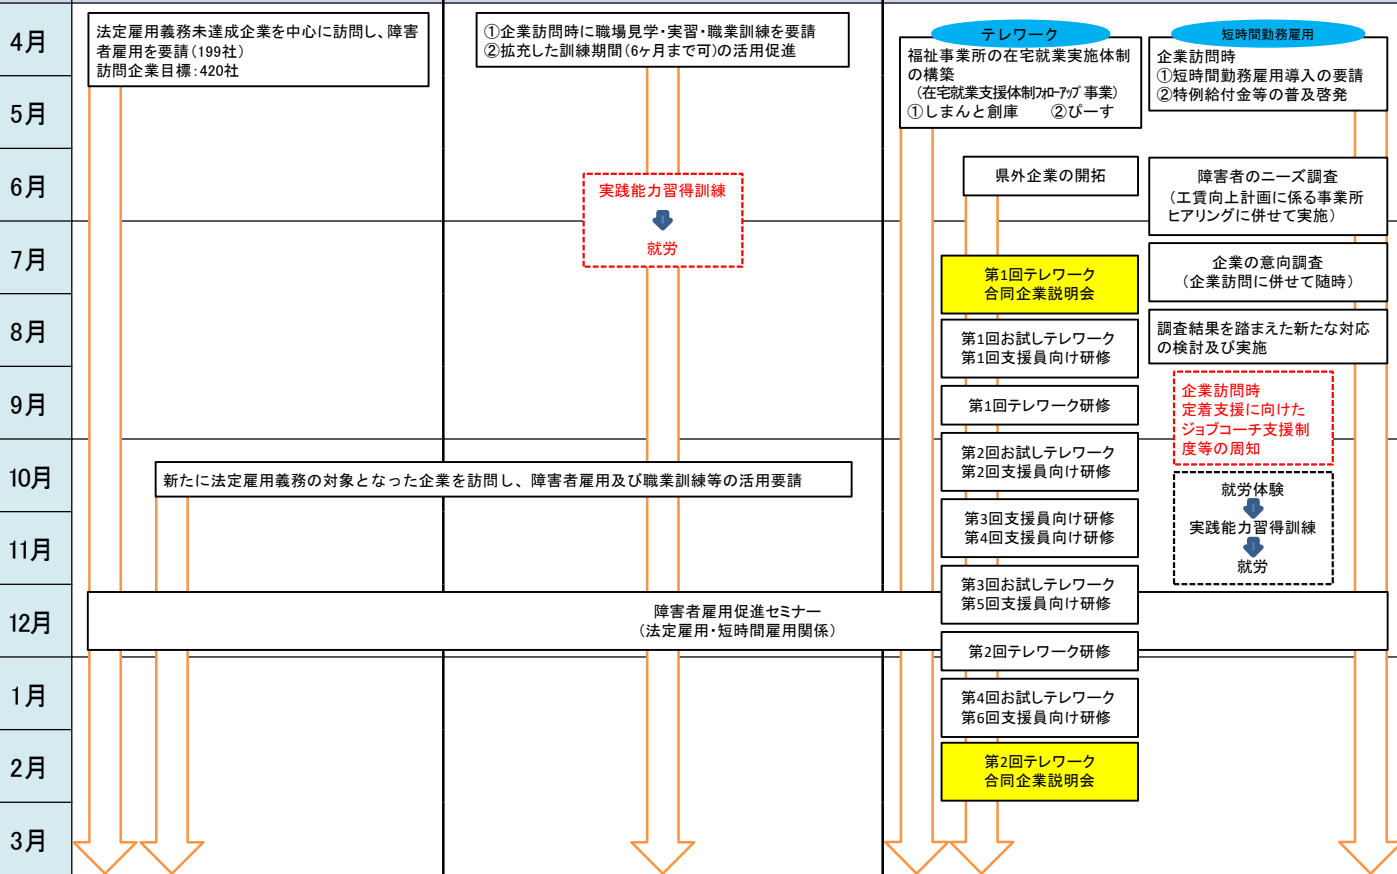 4月
5月
6月
7月
8月
9月
10月
11月
12月
1月
2月
3月
法定雇用義務未達成企業を中心に訪問し、障害
者雇用を要請(199社)
訪問企業目標:420社
①企業訪問時に職場見学・実習・職業訓練を要請
②拡充した訓練期間(6ヶ月まで可)の活用促進
実践能力習得訓練
就労
新たに法定雇用義務の対象となった企業を訪問し、障害者雇用及び職業訓練等の活用要請
障害者雇用促進セミナー
(法定雇用・短時間雇用関係)
テレワーク
福祉事業所の在宅就業実施体制
の構築
(在宅就業支援体制フォローアップ事業)
①しまんと創庫 ②ぴーす
県外企業の開拓
第1回テレワーク
合同企業説明会
第1回お試しテレワーク
第1回支援員向け研修
第1回テレワーク研修
第2回お試しテレワーク
第2回支援員向け研修
第3回支援員向け研修
第4回支援員向け研修
第3回お試しテレワーク
第5回支援員向け研修
第2回テレワーク研修
第4回お試しテレワーク
第6回支援員向け研修
第2回テレワーク
合同企業説明会
短時間勤務雇用
企業訪問時
①短時間勤務雇用導入の要請
②特例給付金等の普及啓発
障害者のニーズ調査
(工賃向上計画に係る事業所
ヒアリングに併せて実施)
企業の意向調査
(企業訪問に併せて随時)
調査結果を踏まえた新たな対応
の検討及び実施
企業訪問時
定着支援に向けた
ジョブコーチ支援制
度等の周知
就労体験
実践能力習得訓練
就労